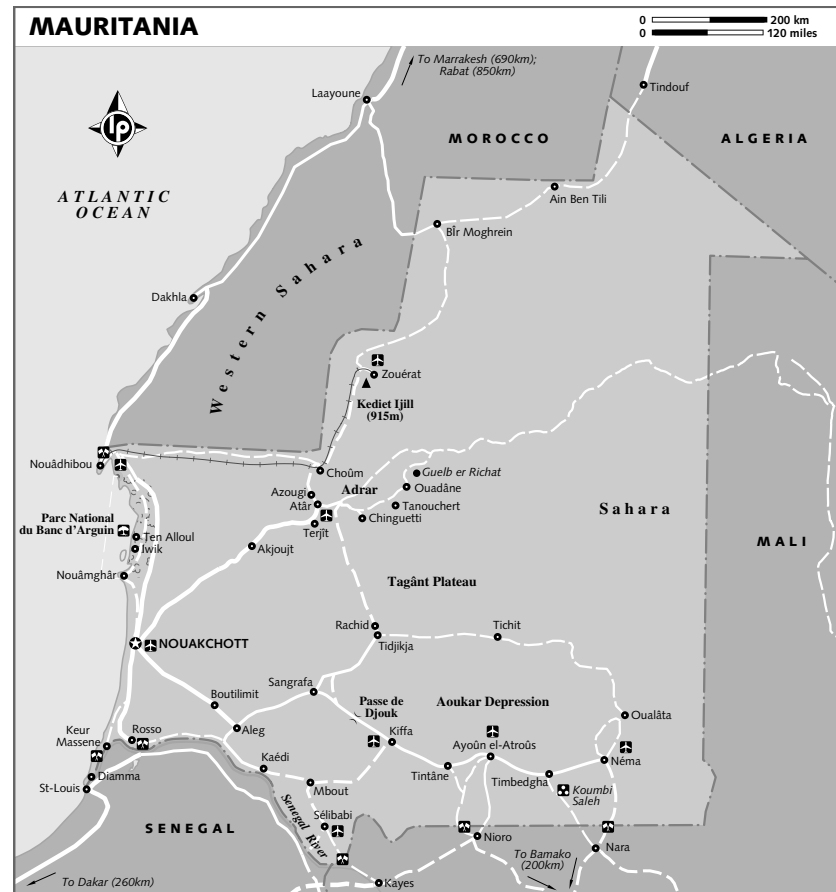 MAURITANIA
0 200 km
0 120 miles
To Marrakesh (690km);
Rabat (850km)
Tindouf
Laayoune
lp
MOROCCO
ALGERIA
ATLANTIC
OCEAN
Ain Ben Tili
Bîr Moghrein
Western Sahara
Dakhla
Zouérat
Kediet Ijill
(915m)
Nouâdhibou
Choûm
Guelb er Richat
Azougi
Adrar
Ouadâne
Atâr
Tanouchert
Sahara
Parc National
du Banc d'Arguin
Chinguetti
Terjît
Ten Alloul
Iwik
Akjoujt
MALI
Nouâmghâr
Tagânt Plateau
Rachid
Tichit
Tidjikja
NOUAKCHOTT
Sangrafa
Boutilimit
Passe de
Djouk
Aoukar Depression
Oualâta
Aleg
Keur
Massene
Rosso
Kiffa
Ayoûn el-Atroûs
Kaédi
Néma
Tintâne
Timbedgha
Diamma
Mbout
Koumbi
Saleh
St-Louis
Senegal River
Sélibabi
SENEGAL
Nioro
Nara
To Bamako
(200km)
To Dakar (260km)
Kayes